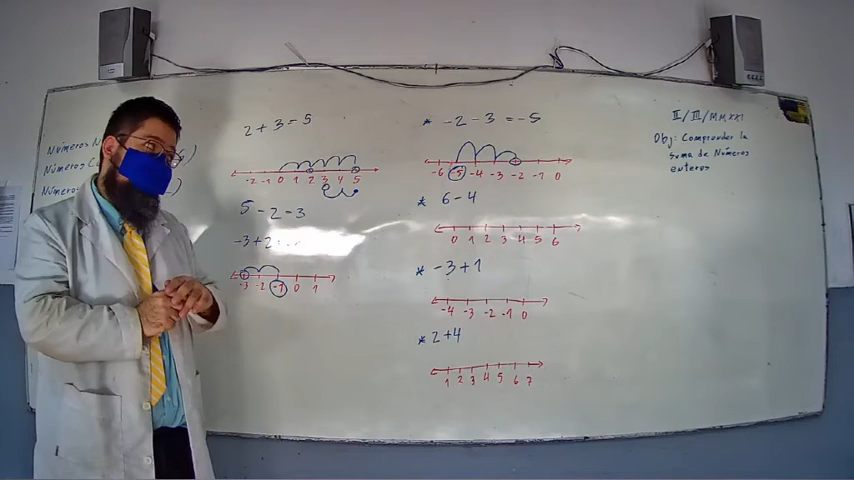 Números
Números
Números
2 + 3 = 5
-2 -1 0 1 2 3 4 5
5 - 2 = 3
-3 + 2
-3 -2 -1 0 1
* -2 - 3 = -5
-6 -5 -4 -3 -2 -1 0
* 6 - 4
0 1 2 3 4 5 6
* -3 + 1
-4 -3 -2 -1 0
* 2 + 4
1 2 3 4 5 6 7
II/III/MMXXI
Obj: Comprender la
suma de Números
enteros